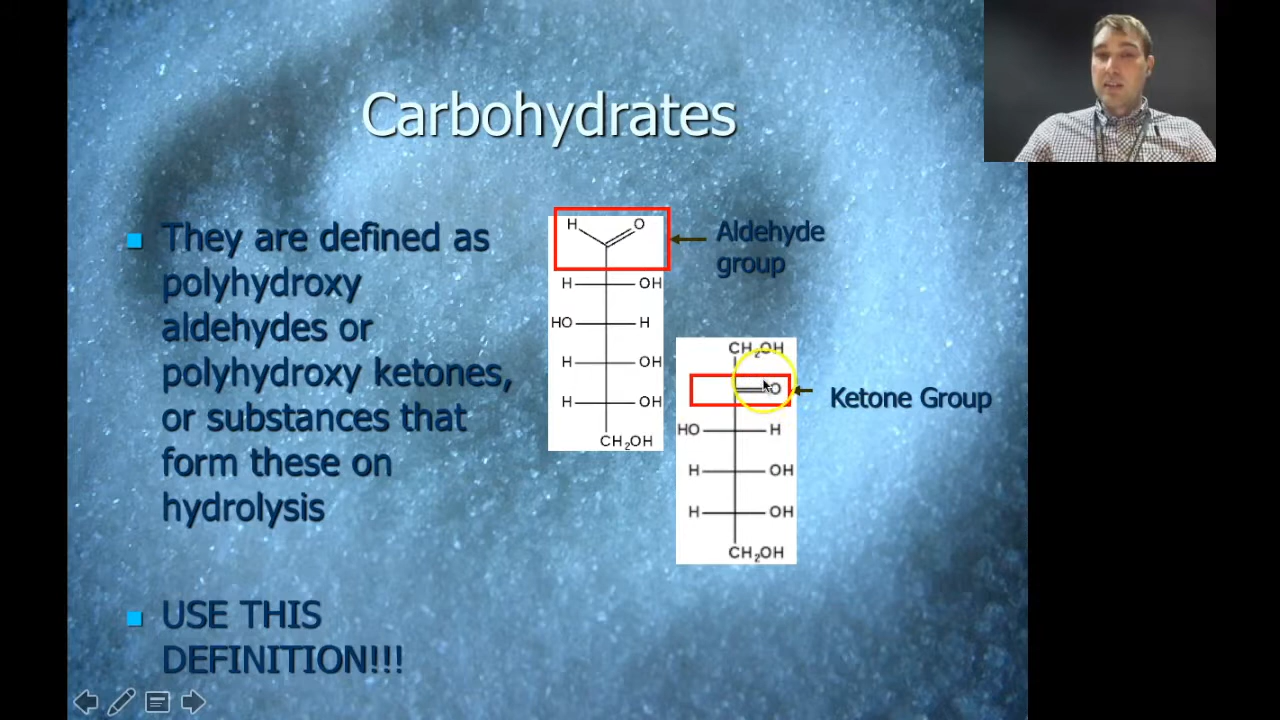 Carbohydrates
They are defined as
polyhydroxy
aldehydes or
polyhydroxy ketones,
or substances that
form these on
hydrolysis
USE THIS
DEFINITION!!!
H O
H OH
HO H
H OH
H OH
CH2OH
Aldehyde
group
CH2OH
O
HO H
H OH
H OH
CH2OH
Ketone Group